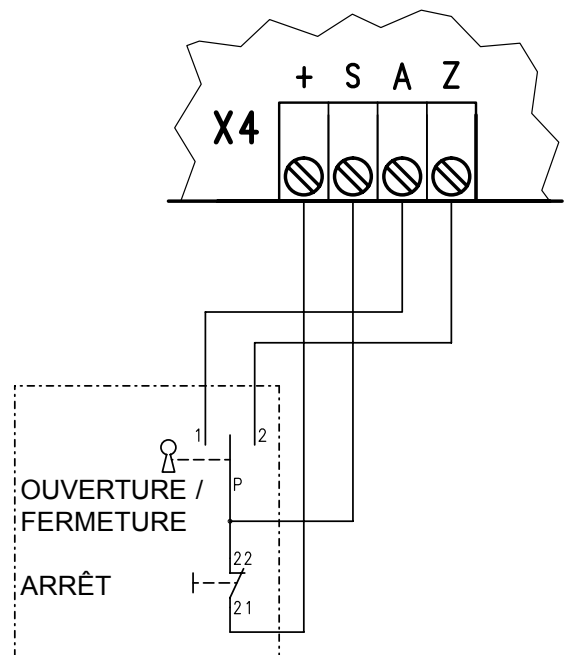 + S A Z
X4
1 2
P
OUVERTURE /
FERMETURE
22
ARRÊT
21